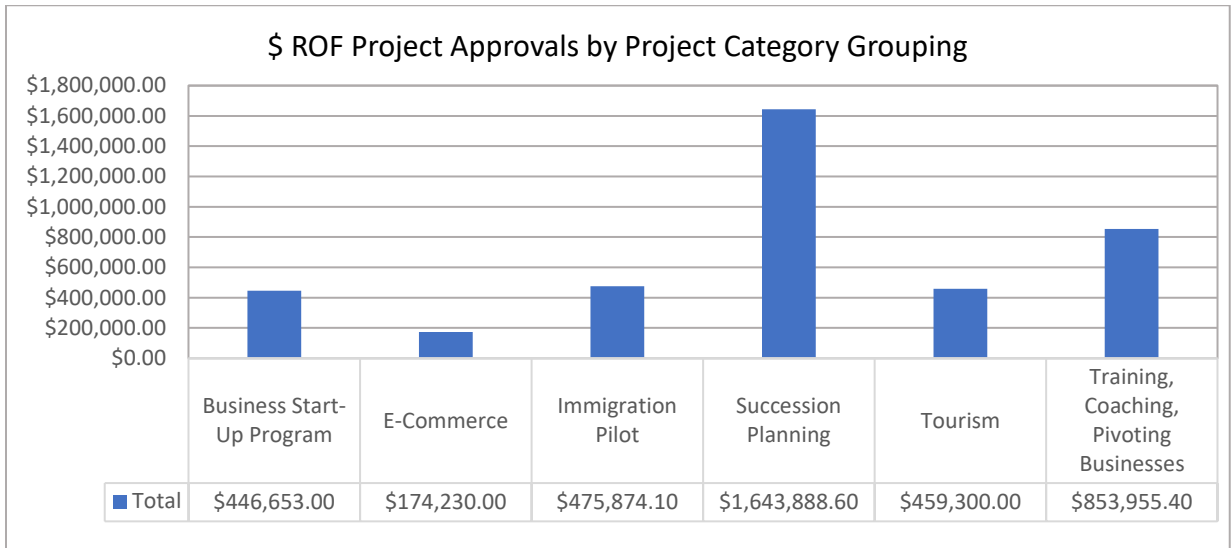 $ ROF Project Approvals by Project Category Grouping
$1,800,000.00
$1,600,000.00
$1,400,000.00
$1,200,000.00
$1,000,000.00
$800,000.00
$600,000.00
$400,000.00
$200,000.00
$0.00
Business Start-
Up Program
E-Commerce
Immigration
Pilot
Succession
Planning
Tourism
Training,
Coaching,
Pivoting
Businesses
Total $446,653.00 $174,230.00 $475,874.10 $1,643,888.60 $459,300.00 $853,955.40